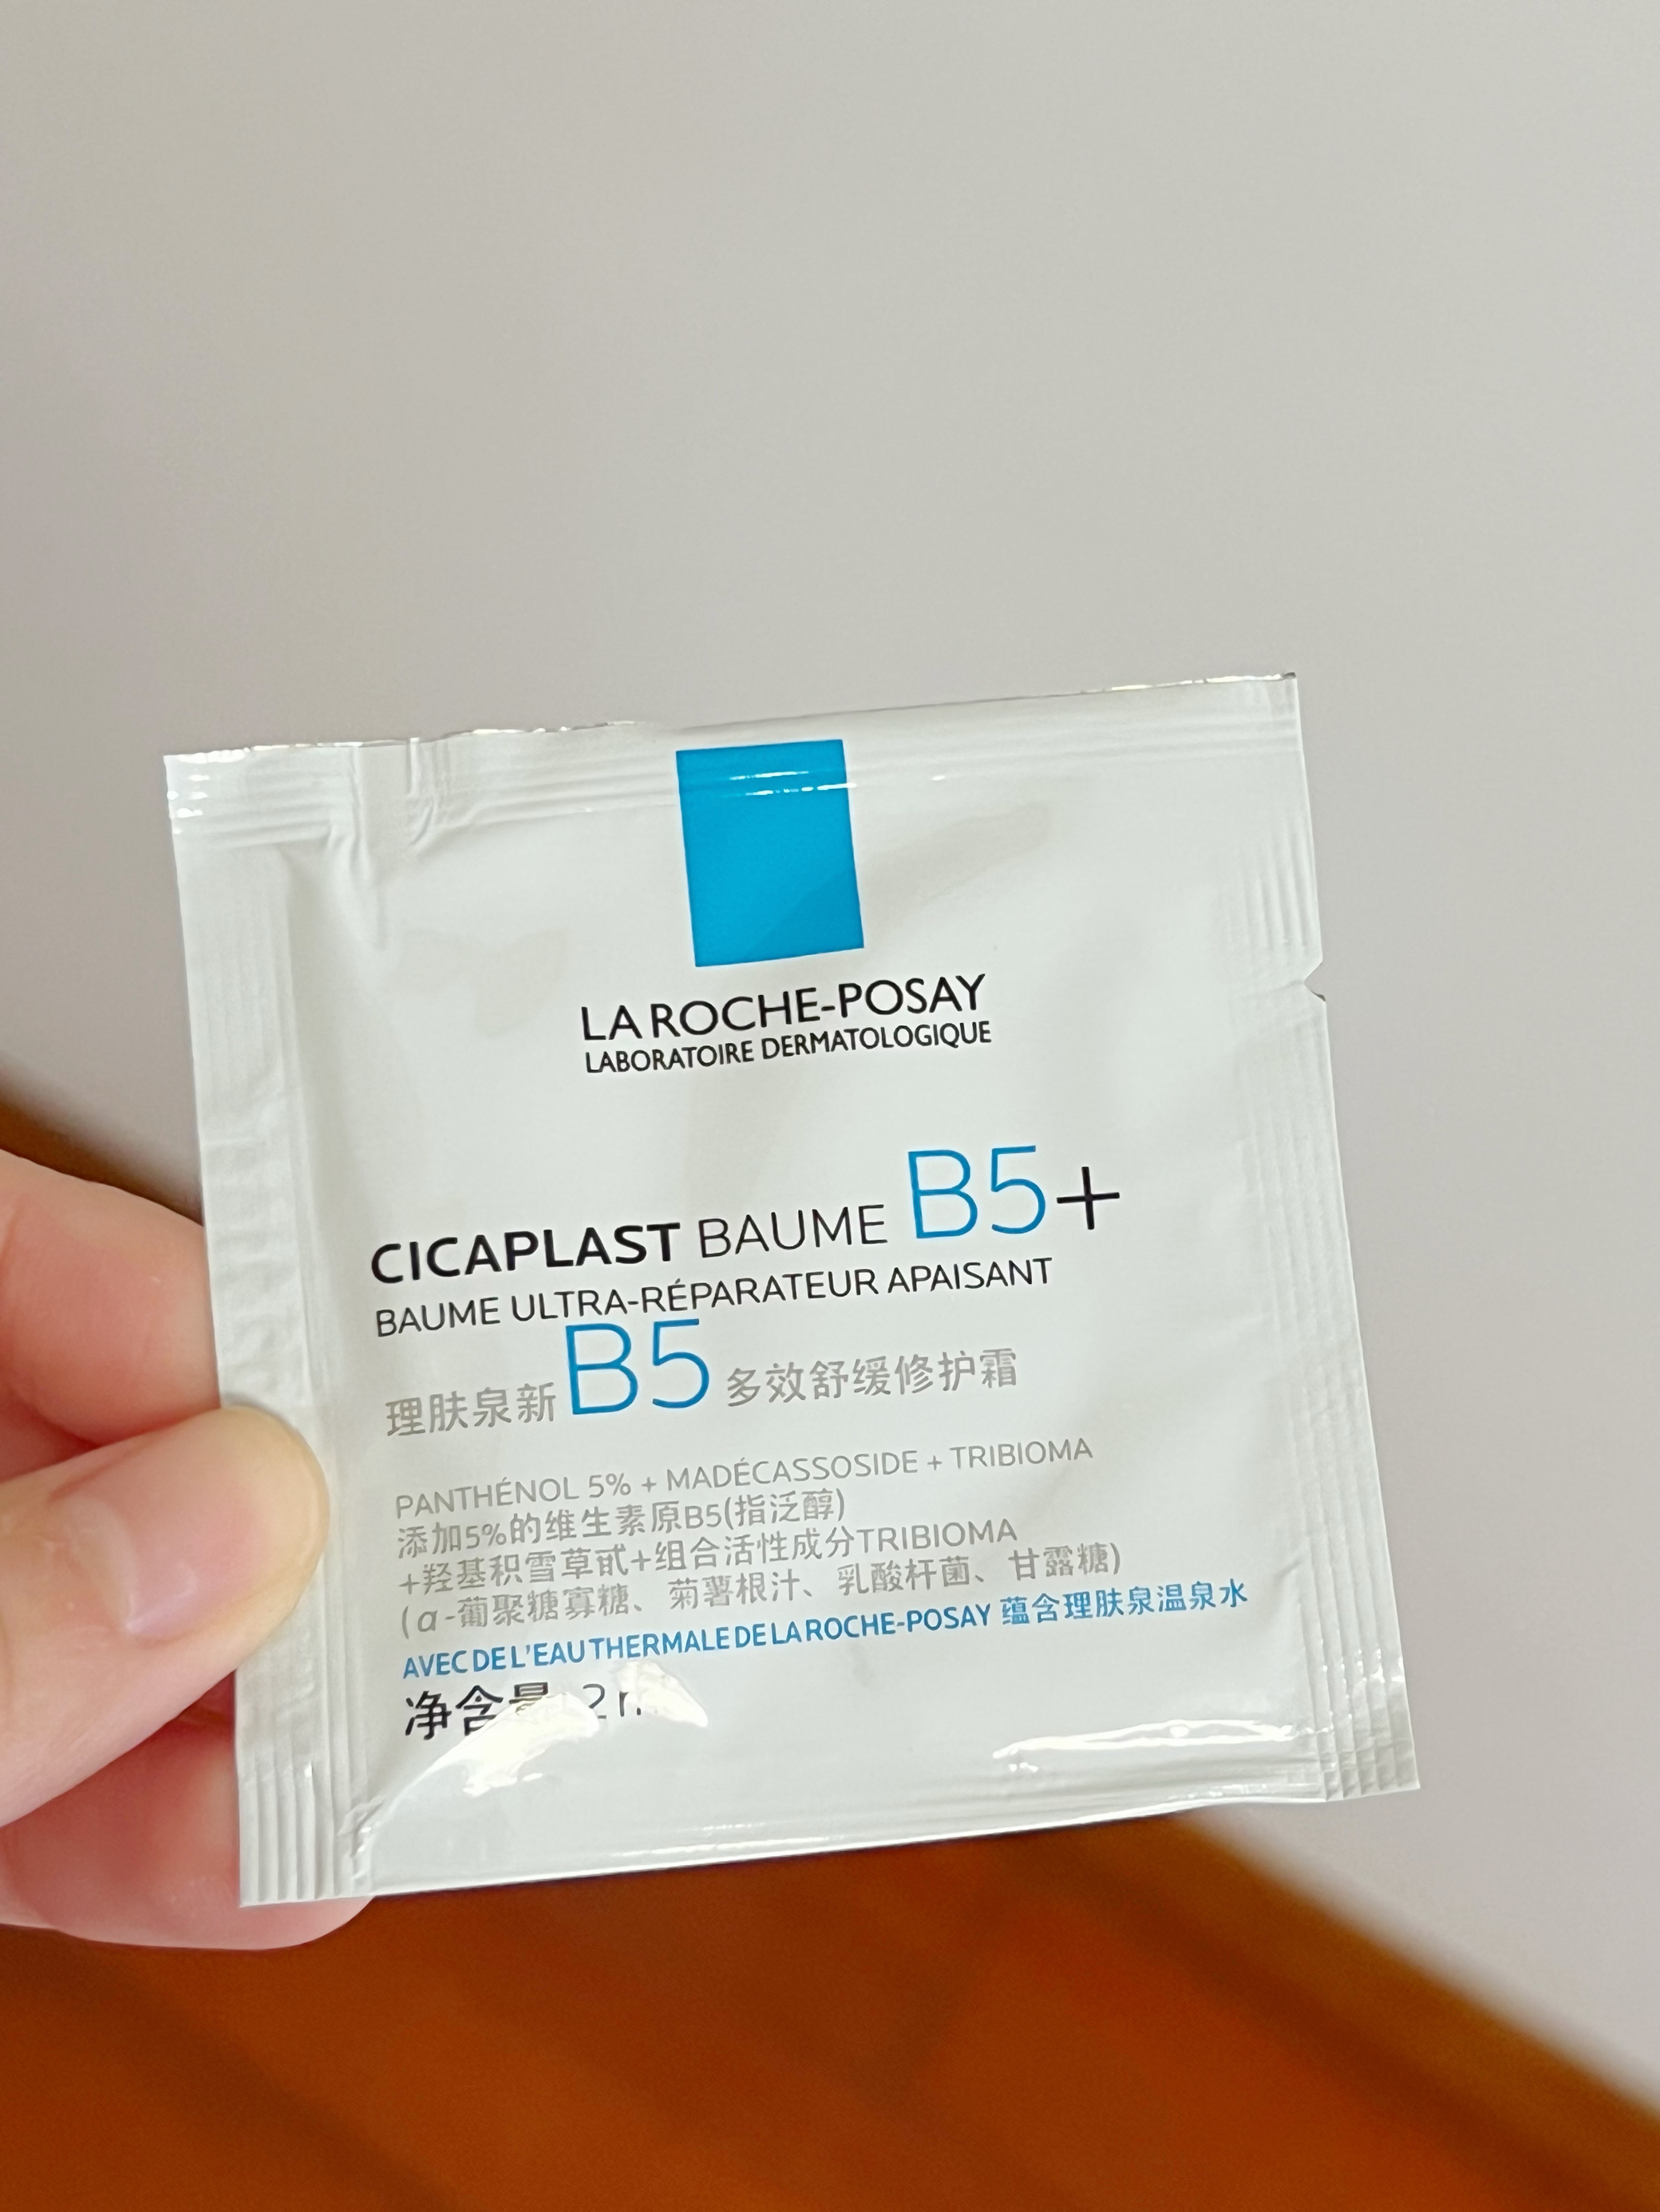 LA ROCHE-POSAY
LABORATOIRE DERMATOLOGIQUE
CICAPLAST BAUME B5+
BAUME ULTRA-RÉPARATEUR APAISANT
理肤泉新B5多效舒缓修护霜
PANTHÉNOL 5% + MADÉCASSOSIDE + TRIBIOMA
添加5%的维生素原B5(指泛醇)
+羟基积雪草甙+组合活性成分TRIBIOMA
(α-葡聚糖寡糖、菊薯根汁、乳酸杆菌、甘露糖)
AVEC DE L'EAU THERMALE DE LA ROCHE-POSAY 蕴含理肤泉温泉水
净含量